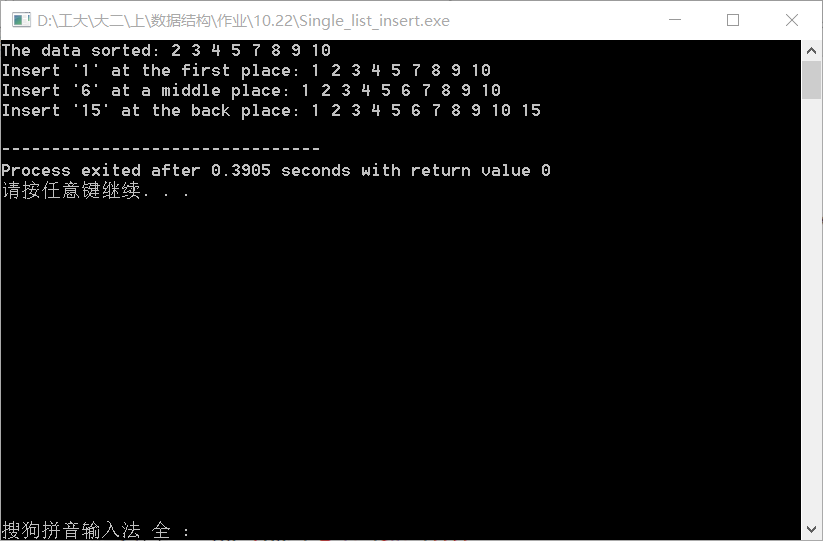 D:\工大\大二\上\数据结构\作业\10.22\Single_list_insert.exe
The data sorted: 2 3 4 5 7 8 9 10
Insert '1' at the first place: 1 2 3 4 5 7 8 9 10
Insert '6' at a middle place: 1 2 3 4 5 6 7 8 9 10
Insert '15' at the back place: 1 2 3 4 5 6 7 8 9 10 15
--------------------------------
Process exited after 0.3905 seconds with return value 0
请按任意键继续. . .
搜狗拼音输入法 全 :